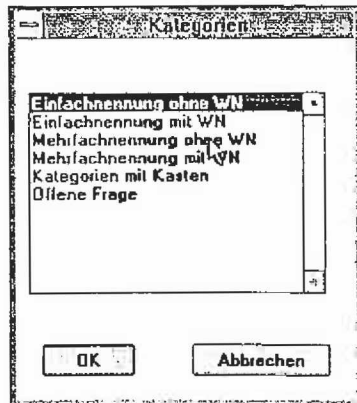 Kategorien
Einfachnennung ohne WN
Einfachnennung mit WN
Mehrfachnennung ohne WN
Mehrfachnennung mit WN
Kategorien mit Kasten
Offene Frage
OK
Abbrechen